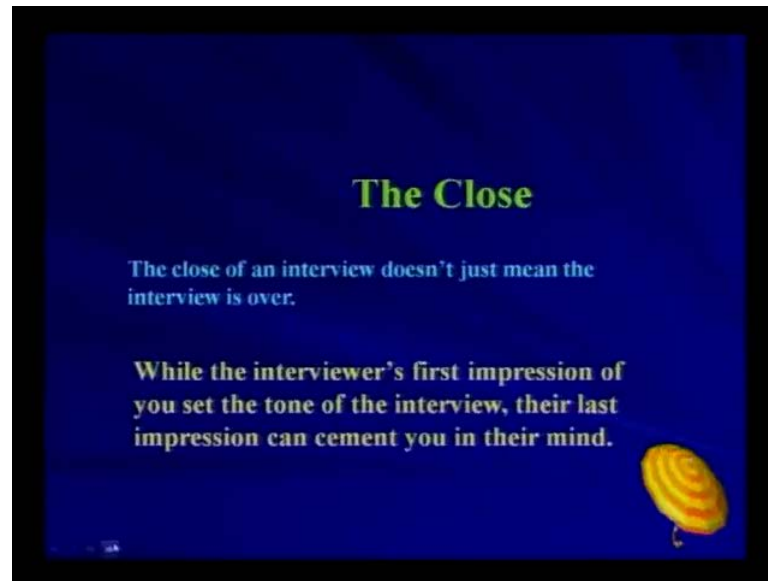 The Close
The close of an interview doesn't just mean the
interview is over.
While the interviewer's first impression of
you set the tone of the interview, their last
impression can cement you in their mind.